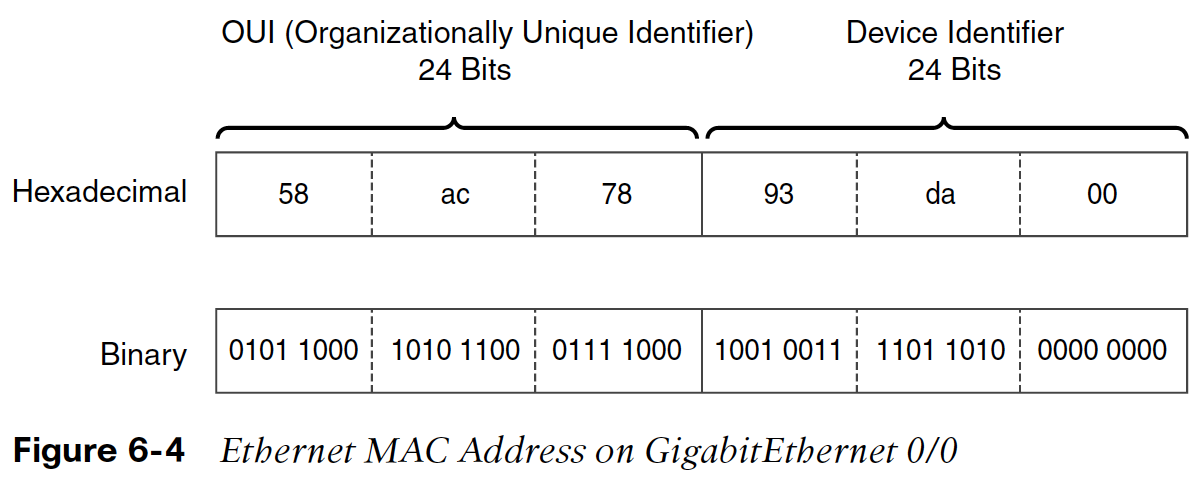 OUI (Organizationally Unique Identifier)
24 Bits
Device Identifier
24 Bits
Hexadecimal 58 ac 78 93 da 00
Binary 0101 1000 1010 1100 0111 1000 1001 0011 1101 1010 0000 0000
Figure 6-4 Ethernet MAC Address on GigabitEthernet 0/0